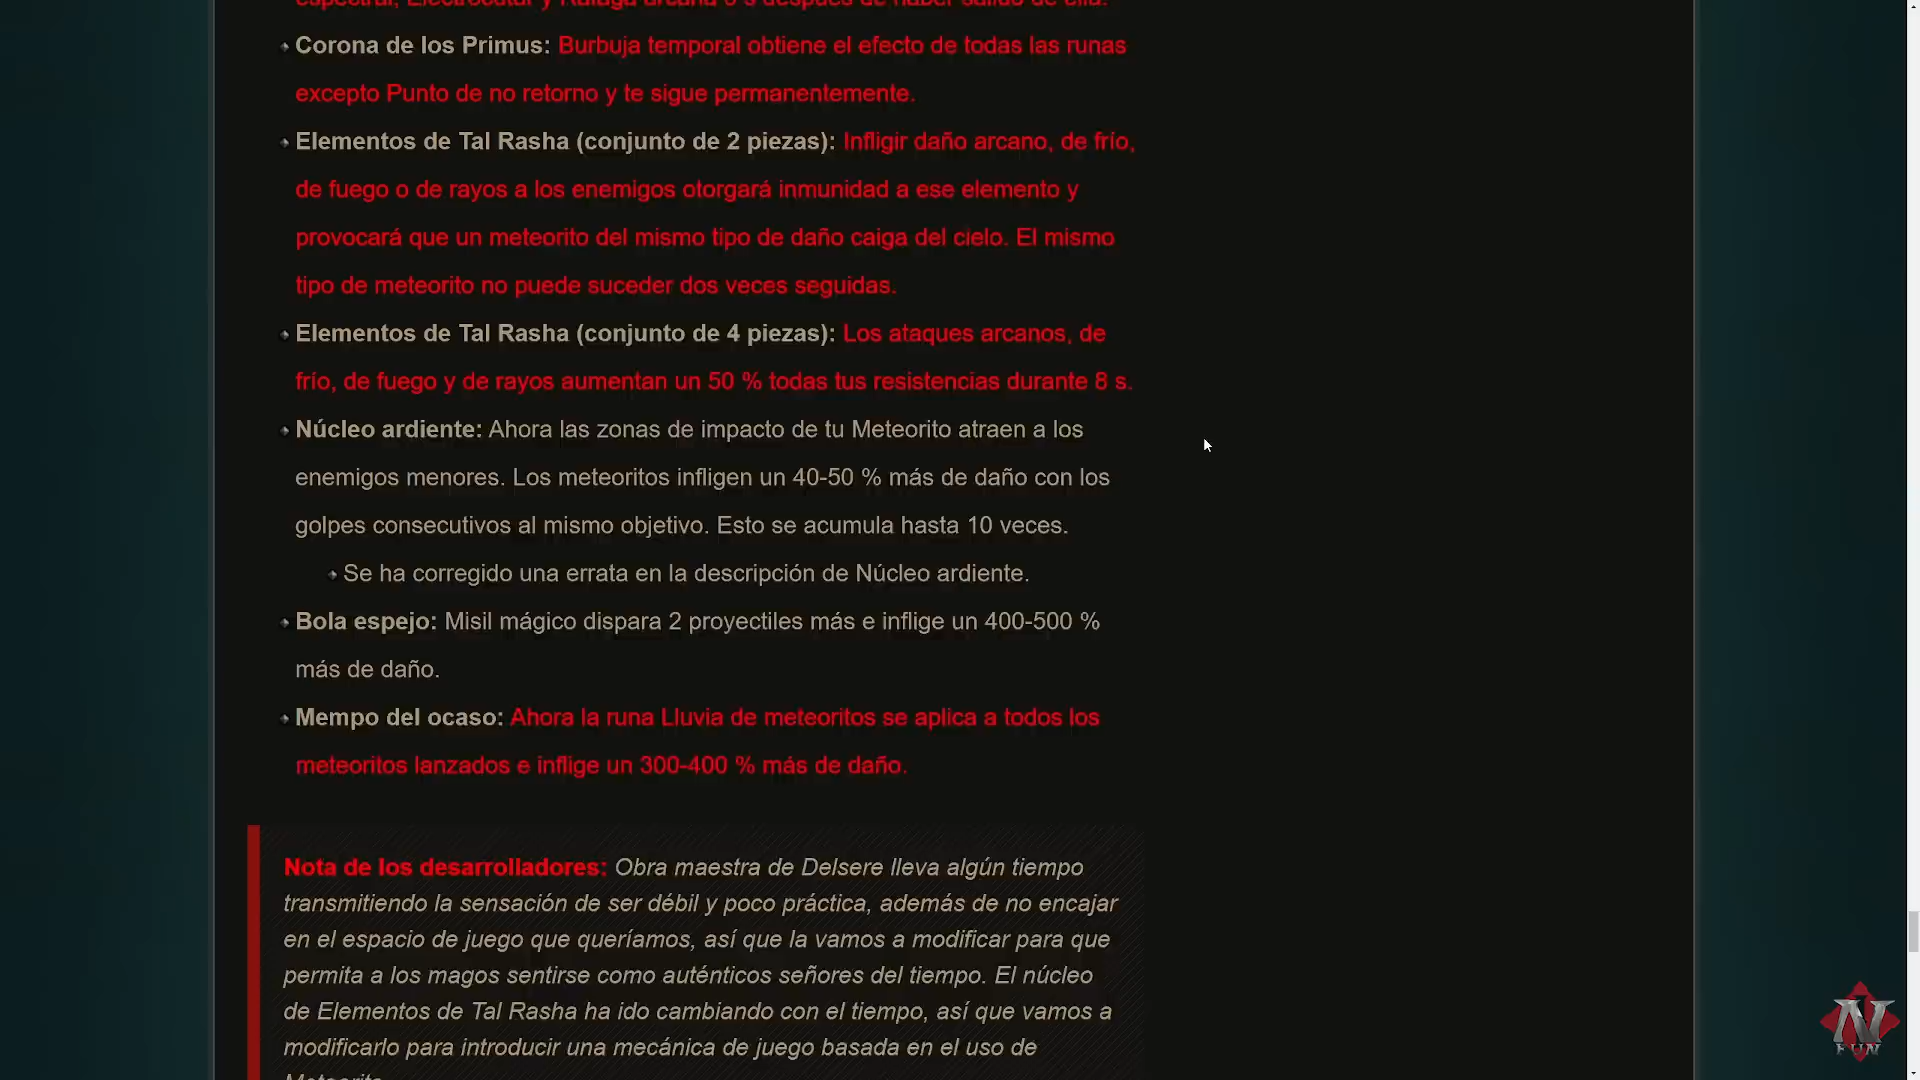 espectral, Electrocutar y Ráfaga arcana 6 s después de haber salido de ella.
Corona de los Primus: Burbuja temporal obtiene el efecto de todas las runas
excepto Punto de no retorno y te sigue permanentemente.
Elementos de Tal Rasha (conjunto de 2 piezas): Infligir daño arcano, de frío,
de fuego o de rayos a los enemigos otorgará inmunidad a ese elemento y
provocará que un meteorito del mismo tipo de daño caiga del cielo. El mismo
tipo de meteorito no puede suceder dos veces seguidas.
Elementos de Tal Rasha (conjunto de 4 piezas): Los ataques arcanos, de
frío, de fuego y de rayos aumentan un 50 % todas tus resistencias durante 8 s.
Núcleo ardiente: Ahora las zonas de impacto de tu Meteorito atraen a los
enemigos menores. Los meteoritos infligen un 40-50 % más de daño con los
golpes consecutivos al mismo objetivo. Esto se acumula hasta 10 veces.
Se ha corregido una errata en la descripción de Núcleo ardiente.
Bola espejo: Misil mágico dispara 2 proyectiles más e inflige un 400-500 %
más de daño.
Mempo del ocaso: Ahora la runa Lluvia de meteoritos se aplica a todos los
meteoritos lanzados e inflige un 300-400 % más de daño.
Nota de los desarrolladores: Obra maestra de Delsere lleva algún tiempo
transmitiendo la sensación de ser débil y poco práctica, además de no encajar
en el espacio de juego que queríamos, así que la vamos a modificar para que
permita a los magos sentirse como auténticos señores del tiempo. El núcleo
de Elementos de Tal Rasha ha ido cambiando con el tiempo, así que vamos a
modificarlo para introducir una mecánica de juego basada en el uso de
Meteorito.
N
FUN